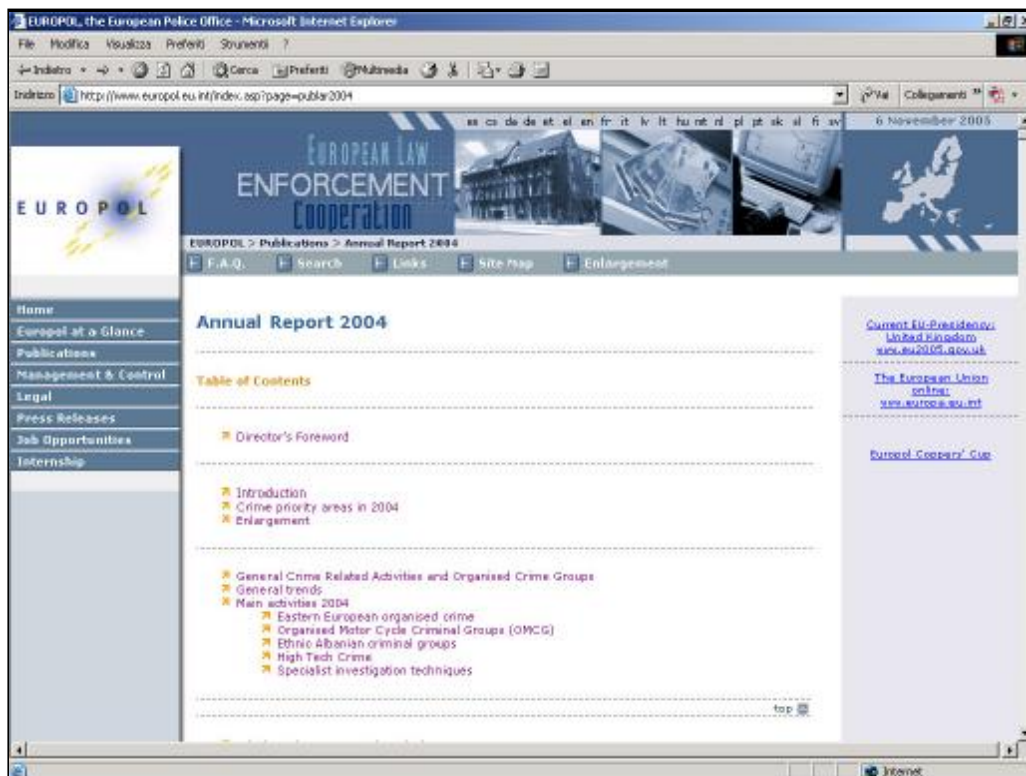 EUROPOL, the European Police Office - Microsoft Internet Explorer
File Modifica Visualizza Preferiti Strumenti ?
Indietro Cerca Preferiti Multimedia
Indirizzo http://www.europol.eu.int/index.asp?page=publar2004 Vai Collegamenti »
es cs da de et el en fr it lv lt hu mt nl pl pt sk sl fi sv 6 November 2005
EUROPEAN LAW
ENFORCEMENT
COOPERATION
EUROPOL
EUROPOL > Publications > Annual Report 2004
F.A.Q. Search Links Site Map Enlargement
Home
Europol at a Glance
Publications
Management & Control
Legal
Press Releases
Job Opportunities
Internship
Annual Report 2004
Table of Contents
Director's Foreword
Introduction
Crime priority areas in 2004
Enlargement
General Crime Related Activities and Organised Crime Groups
General trends
Main activities 2004
Eastern European organised crime
Organised Motor Cycle Criminal Groups (OMCG)
Ethnic Albanian criminal groups
High Tech Crime
Specialist investigation techniques
top
Current EU-Presidency:
United Kingdom
www.eu2005.gov.uk
The European Union
online:
www.europa.eu.int
Europol Coppers' Cup
Internet